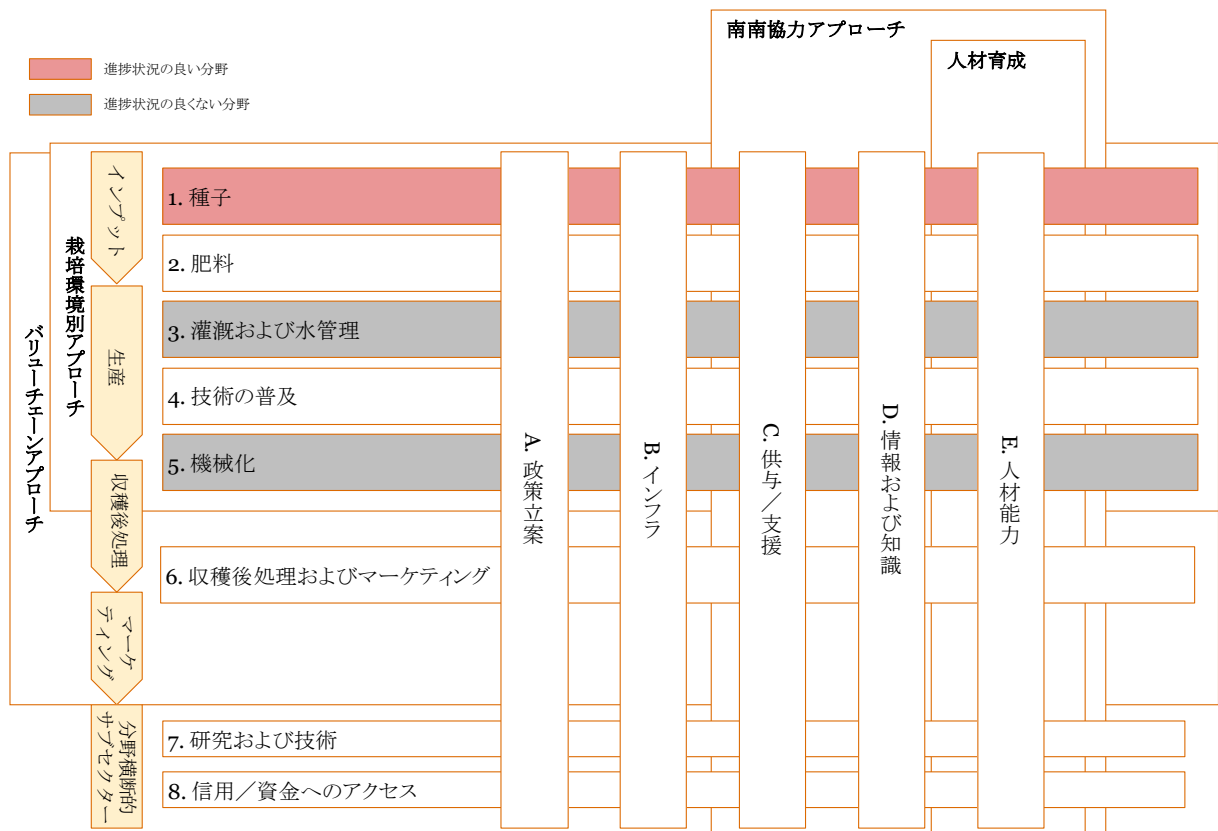 南南協力アプローチ
人材育成
進捗状況の良い分野
進捗状況の良くない分野
バリューチェーンアプローチ
栽培環境別アプローチ
インプット
生産
収穫後処理
マーケ
ティング
分野横断的
サブセクター
1. 種子
2. 肥料
3. 灌漑および水管理
4. 技術の普及
5. 機械化
6. 収穫後処理およびマーケティング
7. 研究および技術
8. 信用／資金へのアクセス
A. 政策立案
B. インフラ
C. 供与／支援
D. 情報および知識
E. 人材能力